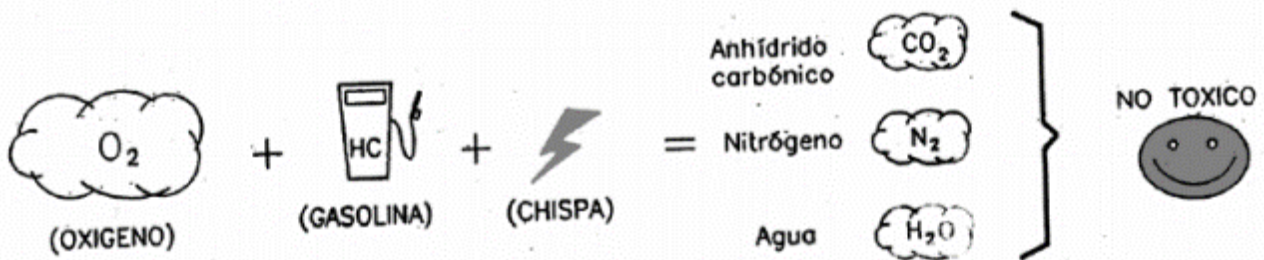 O₂
(OXIGENO)
+
HC
(GASOLINA)
+
(CHISPA)
=
Anhídrido
carbónico
CO₂
Nitrógeno
N₂
Agua
H₂O
NO TOXICO